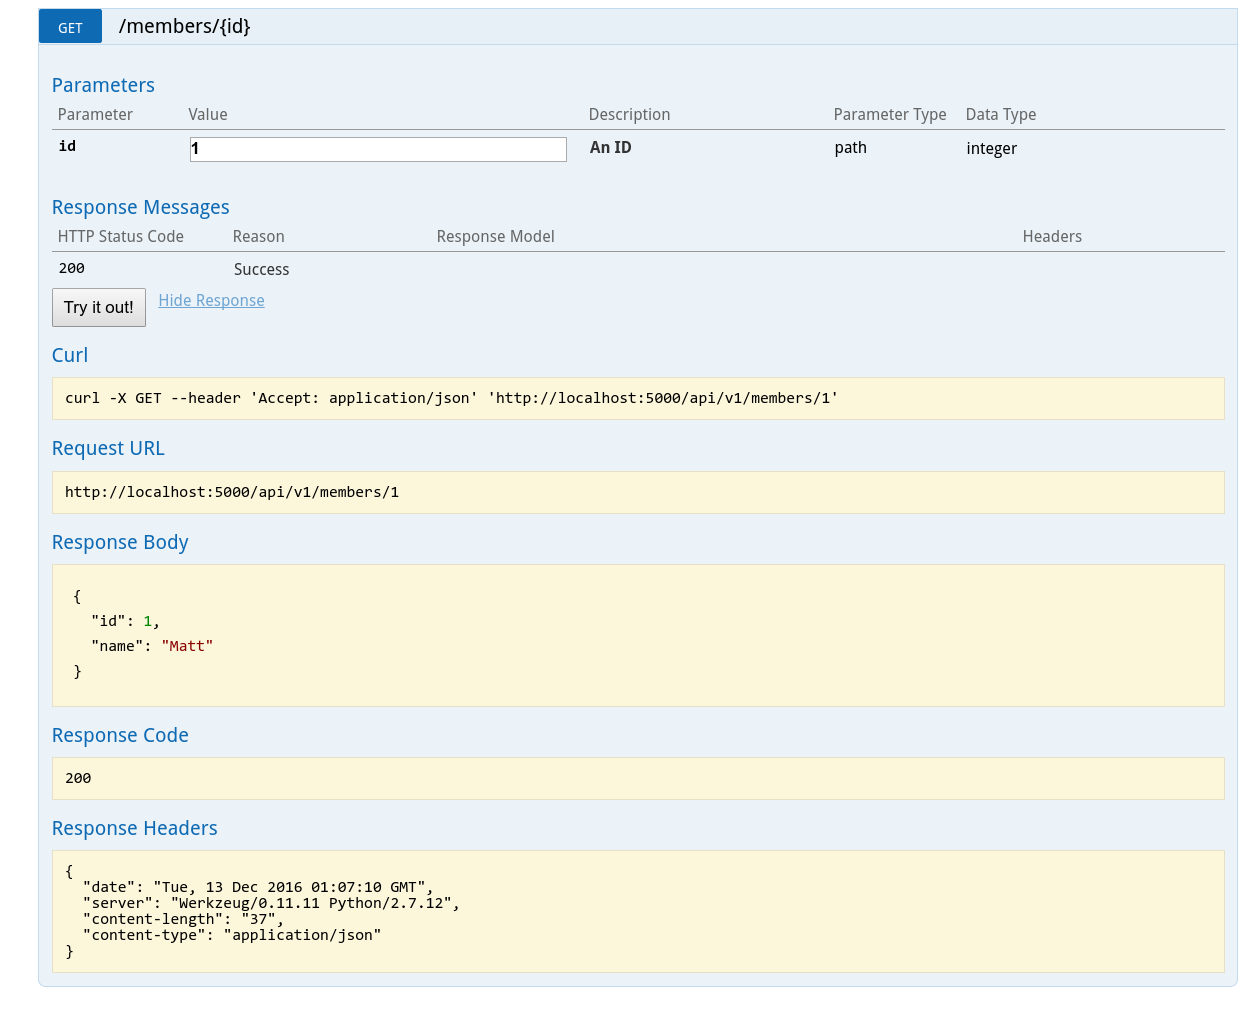 GET /members/{id}
Parameters
Parameter Value Description Parameter Type Data Type
id 1 An ID path integer
Response Messages
HTTP Status Code Reason Response Model Headers
200 Success
Try it out! Hide Response
Curl
curl -X GET --header 'Accept: application/json' 'http://localhost:5000/api/v1/members/1'
Request URL
http://localhost:5000/api/v1/members/1
Response Body
{
  "id": 1,
  "name": "Matt"
}
Response Code
200
Response Headers
{
  "date": "Tue, 13 Dec 2016 01:07:10 GMT",
  "server": "Werkzeug/0.11.11 Python/2.7.12",
  "content-length": "37",
  "content-type": "application/json"
}